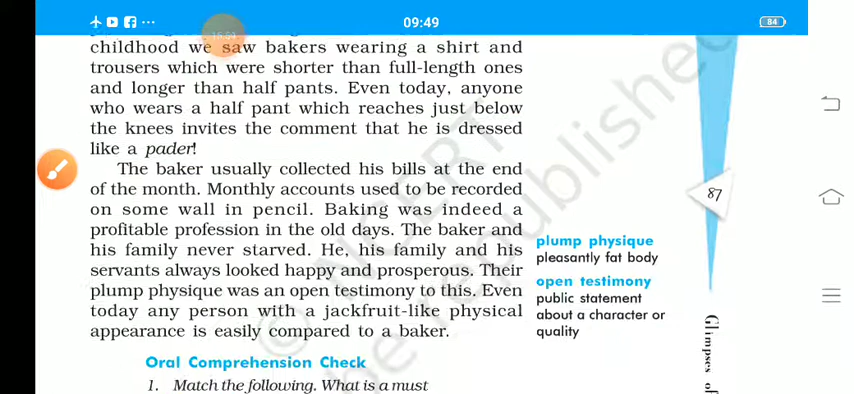 09:49
84
15:54
childhood we saw bakers wearing a shirt and
trousers which were shorter than full-length ones
and longer than half pants. Even today, anyone
who wears a half pant which reaches just below
the knees invites the comment that he is dressed
like a pader!
The baker usually collected his bills at the end
of the month. Monthly accounts used to be recorded
on some wall in pencil. Baking was indeed a
profitable profession in the old days. The baker and
his family never starved. He, his family and his
servants always looked happy and prosperous. Their
plump physique was an open testimony to this. Even
today any person with a jackfruit-like physical
appearance is easily compared to a baker.
plump physique
pleasantly fat body
open testimony
public statement
about a character or
quality
87
Glimpses of
Oral Comprehension Check
1. Match the following. What is a must
© NCERT
be republished